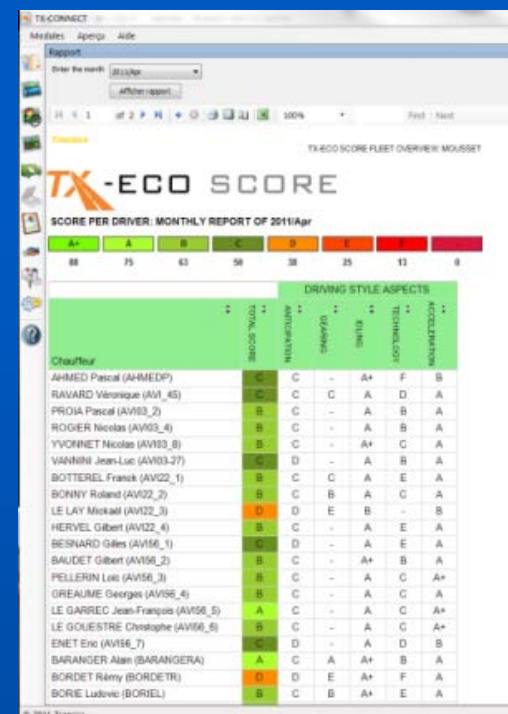 TX-CONNECT
Modules Aperçu Aide
Rapport
Enter the month 2011/Apr
Afficher rapport
1 of 2 100% Find Next
TX-ECO SCORE FLEET OVERVIEW: MOUSSET
TX-ECO SCORE
SCORE PER DRIVER: MONTHLY REPORT OF 2011/Apr
A+ A B C D E F
88 75 63 50 38 25 13 0
DRIVING STYLE ASPECTS
Chauffeur TOTAL SCORE ANTICIPATION GEARING IDLING TECHNOLOGY ACCELERATION
AHMED Pascal (AHMEDP) C C - A+ F B
RAVARD Véronique (AVI_45) C C C A D A
PROIA Pascal (AVI03_2) B C - A B A
ROGIER Nicolas (AVI03_4) B C - A B A
YVONNET Nicolas (AVI03_8) B C - A+ C A
VANNINI Jean-Luc (AVI03-27) C D - A B A
BOTTEREL Franck (AVI22_1) B C C A E A
BONNY Roland (AVI22_2) B C B A C A
LE LAY Mickaël (AVI22_3) D D E B - B
HERVEL Gilbert (AVI22_4) B C - A E A
BESNARD Gilles (AVI56_1) C D - A E A
BAUDET Gilbert (AVI56_2) B C - A+ B A
PELLERIN Loic (AVI56_3) B C - A C A+
GREAUME Georges (AVI56_4) B C - A C A
LE GARREC Jean-François (AVI56_5) A C - A C A+
LE GOUESTRE Christophe (AVI56_6) B C - A C A+
ENET Eric (AVI56_7) C D - A D B
BARANGER Alain (BARANGERA) A C A A+ B A
BORDET Rémy (BORDETR) D D E A+ F A
BORIE Ludovic (BORIEL) B C B A+ E A